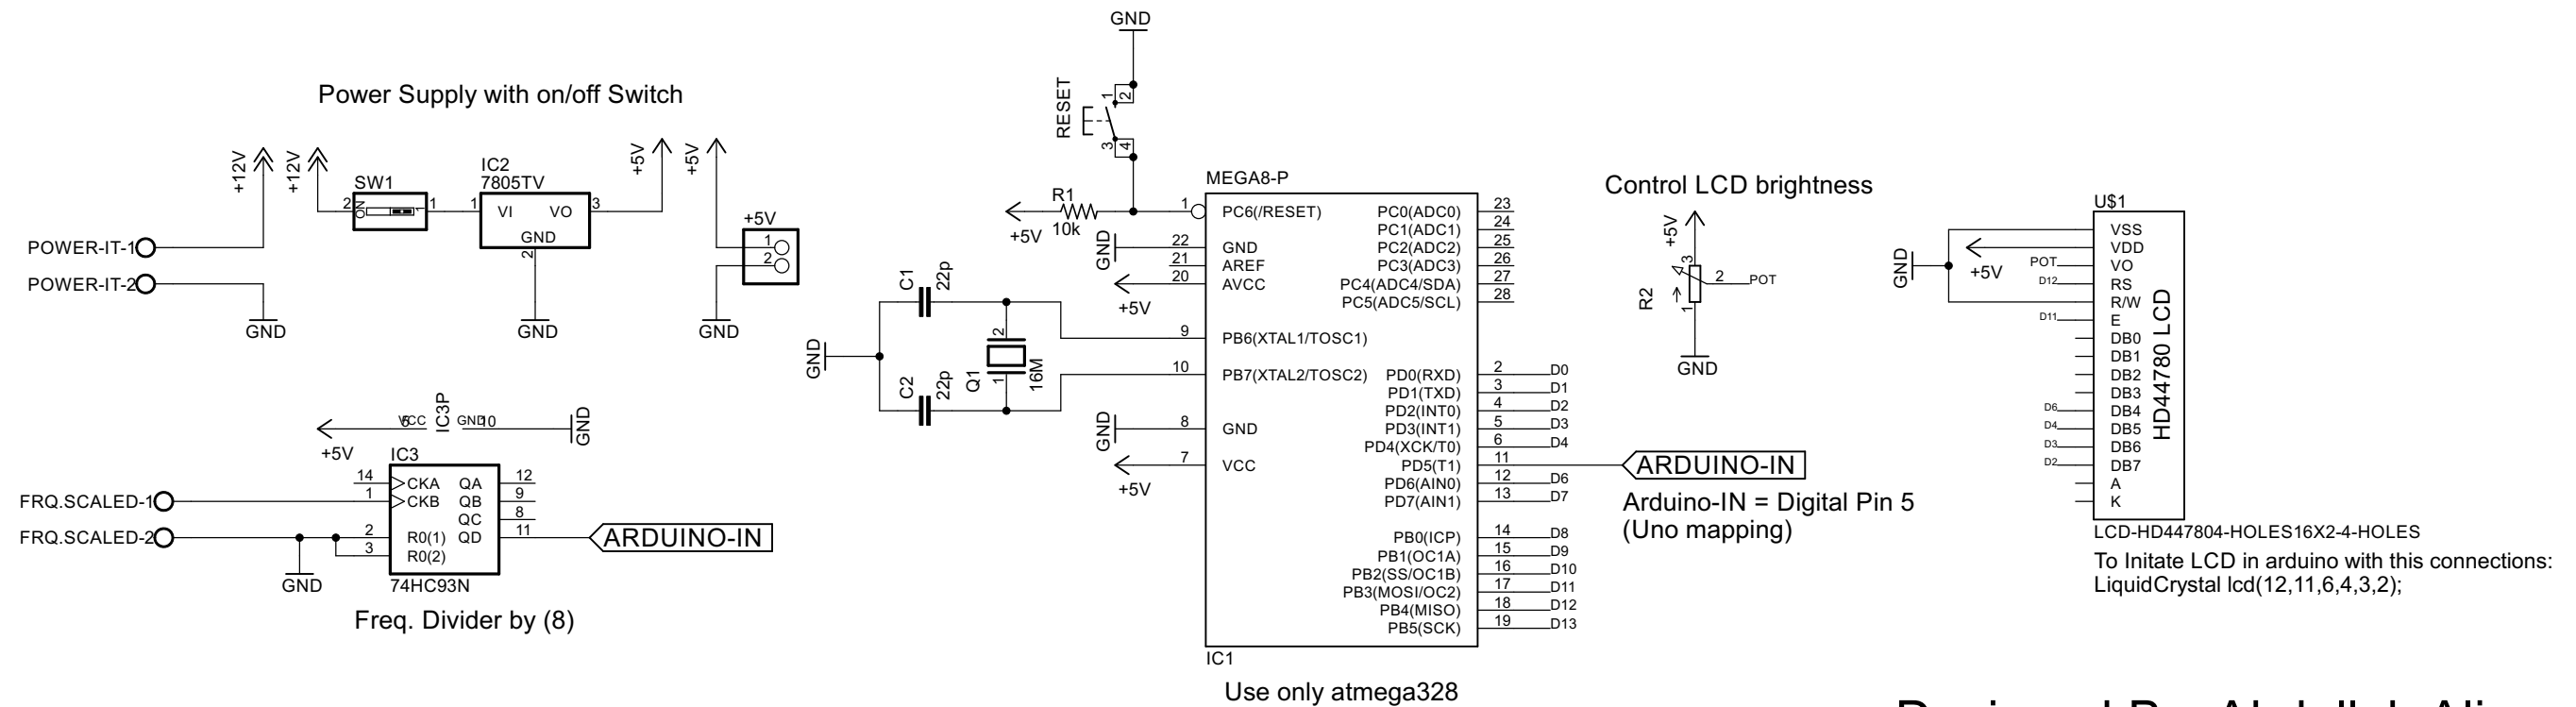 Power Supply with on/off Switch
+12V
+12V
SW1
2
ON
1
1
IC2
7805TV
1
VI
VO
3
GND
2
GND
+5V
+5V
+5V
1
2
GND
POWER-IT-1
POWER-IT-2
GND
IC3P
VCC
5
GND
10
+5V
GND
IC3
14
CKA
QA
12
FRQ.SCALED-1
1
CKB
QB
9
QC
8
FRQ.SCALED-2
2
R0(1)
QD
11
ARDUINO-IN
3
R0(2)
GND
74HC93N
Freq. Divider by (8)
GND
RESET
1
2
3
4
R1
10k
+5V
GND
+5V
C1
22p
C2
22p
GND
Q1
2
1
16M
GND
+5V
MEGA8-P
1
PC6(/RESET)
22
GND
21
AREF
20
AVCC
9
PB6(XTAL1/TOSC1)
10
PB7(XTAL2/TOSC2)
8
GND
7
VCC
PC0(ADC0)
23
PC1(ADC1)
24
PC2(ADC2)
25
PC3(ADC3)
26
PC4(ADC4/SDA)
27
PC5(ADC5/SCL)
28
PD0(RXD)
2
D0
PD1(TXD)
3
D1
PD2(INT0)
4
D2
PD3(INT1)
5
D3
PD4(XCK/T0)
6
D4
PD5(T1)
11
ARDUINO-IN
PD6(AIN0)
12
D6
PD7(AIN1)
13
D7
PB0(ICP)
14
D8
PB1(OC1A)
15
D9
PB2(SS/OC1B)
16
D10
PB3(MOSI/OC2)
17
D11
PB4(MISO)
18
D12
PB5(SCK)
19
D13
IC1
Use only atmega328
Arduino-IN = Digital Pin 5
(Uno mapping)
Control LCD brightness
+5V
3
R2
2
POT
1
GND
U$1
VSS
VDD
POT
VO
D12
RS
R/W
D11
E
DB0
DB1
DB2
DB3
D6
DB4
D4
DB5
D3
DB6
D2
DB7
A
K
HD44780 LCD
GND
+5V
LCD-HD447804-HOLES16X2-4-HOLES
To Initate LCD in arduino with this connections:
LiquidCrystal lcd(12,11,6,4,3,2);